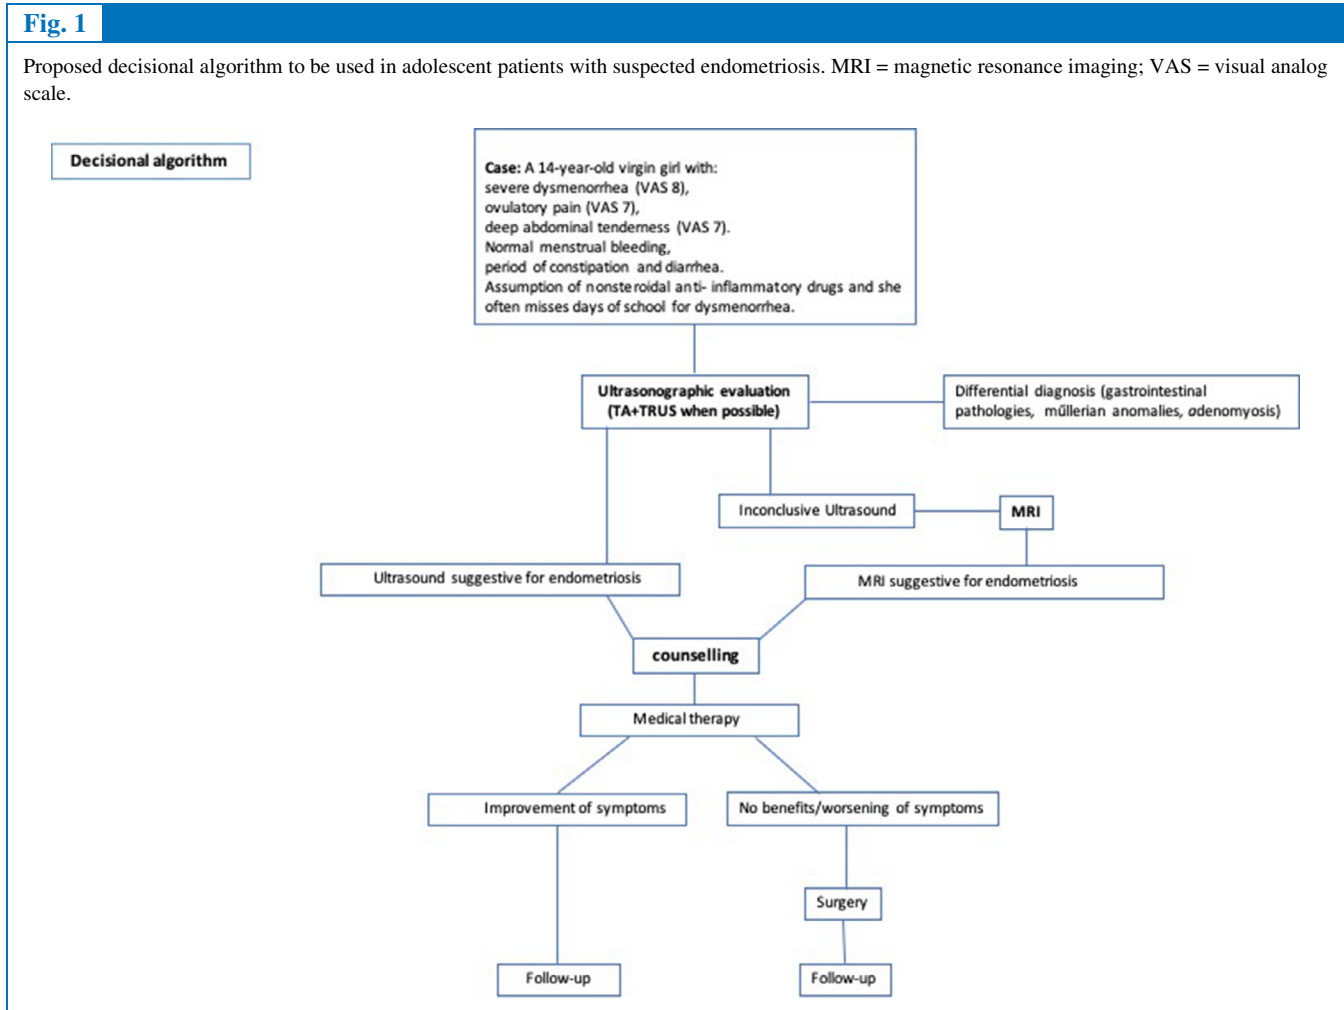 Fig. 1
Proposed decisional algorithm to be used in adolescent patients with suspected endometriosis. MRI = magnetic resonance imaging; VAS = visual analog
scale.
Decisional algorithm
Case: A 14-year-old virgin girl with:
severe dysmenorrhea (VAS 8),
ovulatory pain (VAS 7),
deep abdominal tenderness (VAS 7).
Normal menstrual bleeding,
period of constipation and diarrhea.
Assumption of nonsteroidal anti- inflammatory drugs and she
often misses days of school for dysmenorrhea.
Ultrasonographic evaluation
(TA+TRUS when possible)
Differential diagnosis (gastrointestinal
pathologies, műllerian anomalies, adenomyosis)
Inconclusive Ultrasound
MRI
Ultrasound suggestive for endometriosis
MRI suggestive for endometriosis
counselling
Medical therapy
Improvement of symptoms
No benefits/worsening of symptoms
Surgery
Follow-up
Follow-up